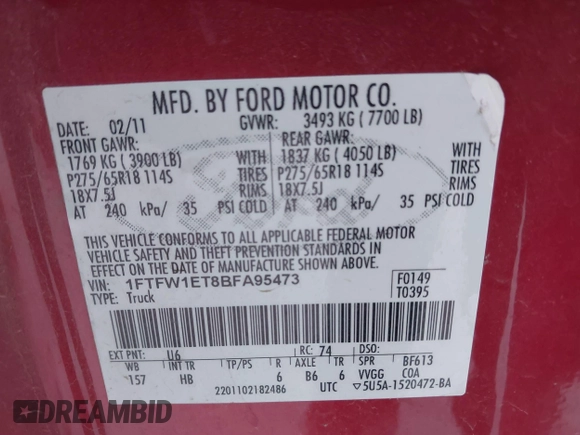 MFD. BY FORD MOTOR CO.
DATE: 02/11 GVWR: 3493 KG ( 7700 LB)
FRONT GAWR: REAR GAWR:
1769 KG ( 3900 LB) WITH 1837 KG ( 4050 LB) WITH
P275/65R18 114S TIRES P275/65R18 114S TIRES
18X7.5J RIMS 18X7.5J RIMS
AT 240 kPa/ 35 PSI COLD AT 240 kPa/ 35 PSI COLD
THIS VEHICLE CONFORMS TO ALL APPLICABLE FEDERAL MOTOR
VEHICLE SAFETY AND THEFT PREVENTION STANDARDS IN
EFFECT ON THE DATE OF MANUFACTURE SHOWN ABOVE.
VIN: 1FTFW1ET8BFA95473 F0149
TYPE: Truck T0395
EXT PNT: U6 RC: 74 DSO:
WB INT TR TP/PS R AXLE TR SPR BF613
157 HB 6 B6 6 VVGG COA
2201102182486 UTC ▽5U5A-1520472-BA
DREAMBID